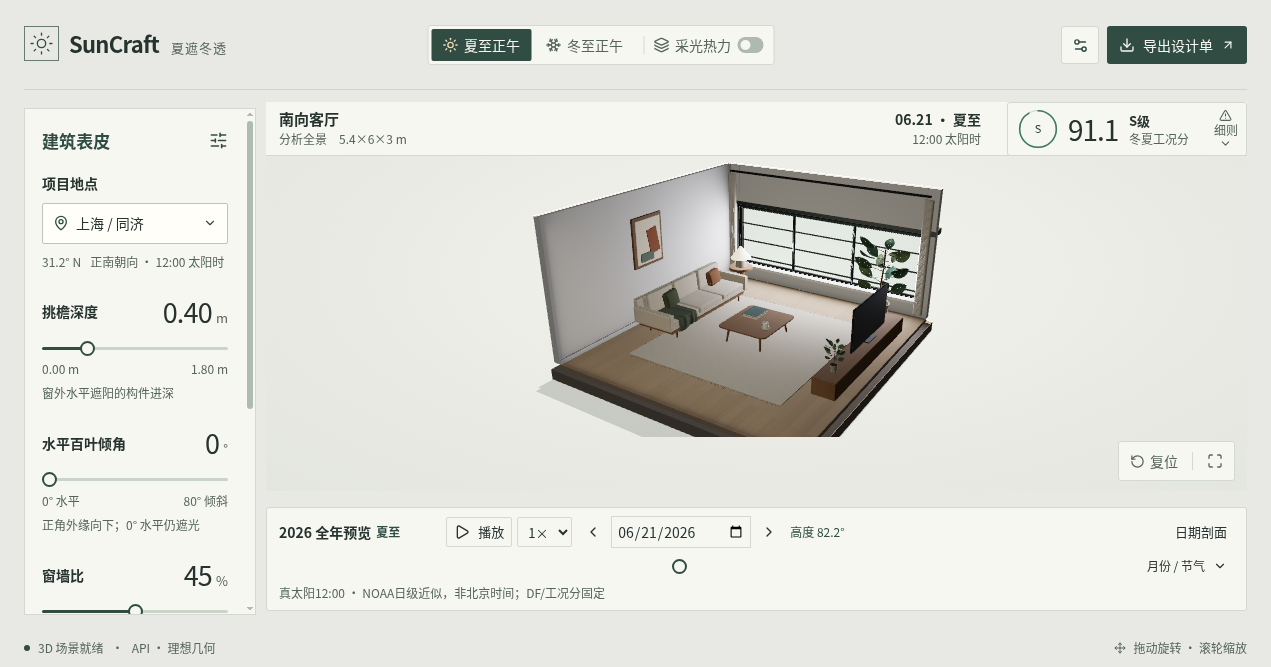 SunCraft 夏遮冬透
夏至正午 冬至正午 采光热力
导出设计单
建筑表皮
项目地点
上海 / 同济
31.2° N 正南朝向 · 12:00 太阳时
挑檐深度 0.40 m
0.00 m 1.80 m
窗外水平遮阳的构件进深
水平百叶倾角 0 °
0° 水平 80° 倾斜
正角外缘向下；0° 水平仍遮光
窗墙比 45 %
南向客厅
分析全景 5.4×6×3 m
06.21 · 夏至
12:00 太阳时
S 91.1 S级
冬夏工况分
细则
复位
2026 全年预览 夏至 播放 1× 06/21/2026 高度 82.2° 日期剖面
月份 / 节气
真太阳12:00 · NOAA日级近似，非北京时间；DF/工况分固定
3D 场景就绪 · API · 理想几何
拖动旋转 · 滚轮缩放